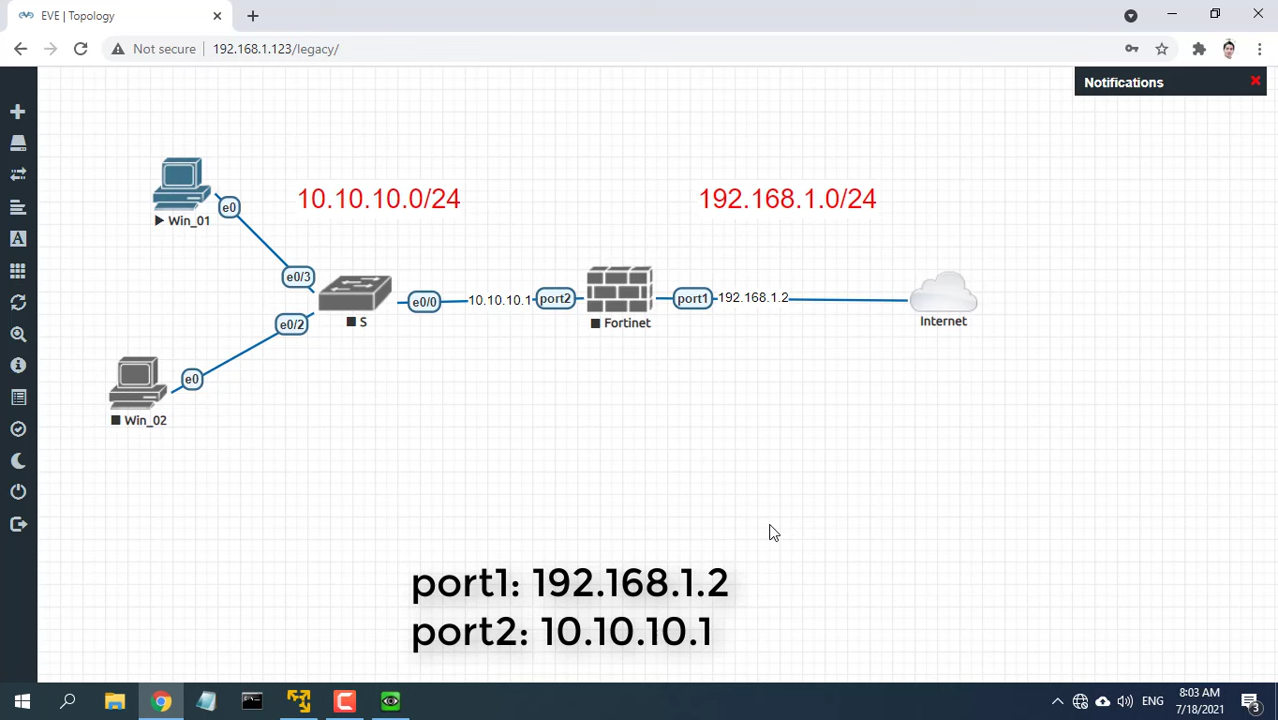 EVE | Topology
Not secure
192.168.1.123/legacy/
Notifications
10.10.10.0/24
192.168.1.0/24
e0
Win_01
e0/3
e0/0
10.10.10.1
port2
port1
192.168.1.2
S
Fortinet
Internet
e0/2
e0
Win_02
port1: 192.168.1.2
port2: 10.10.10.1
ENG
8:03 AM
7/18/2021
3